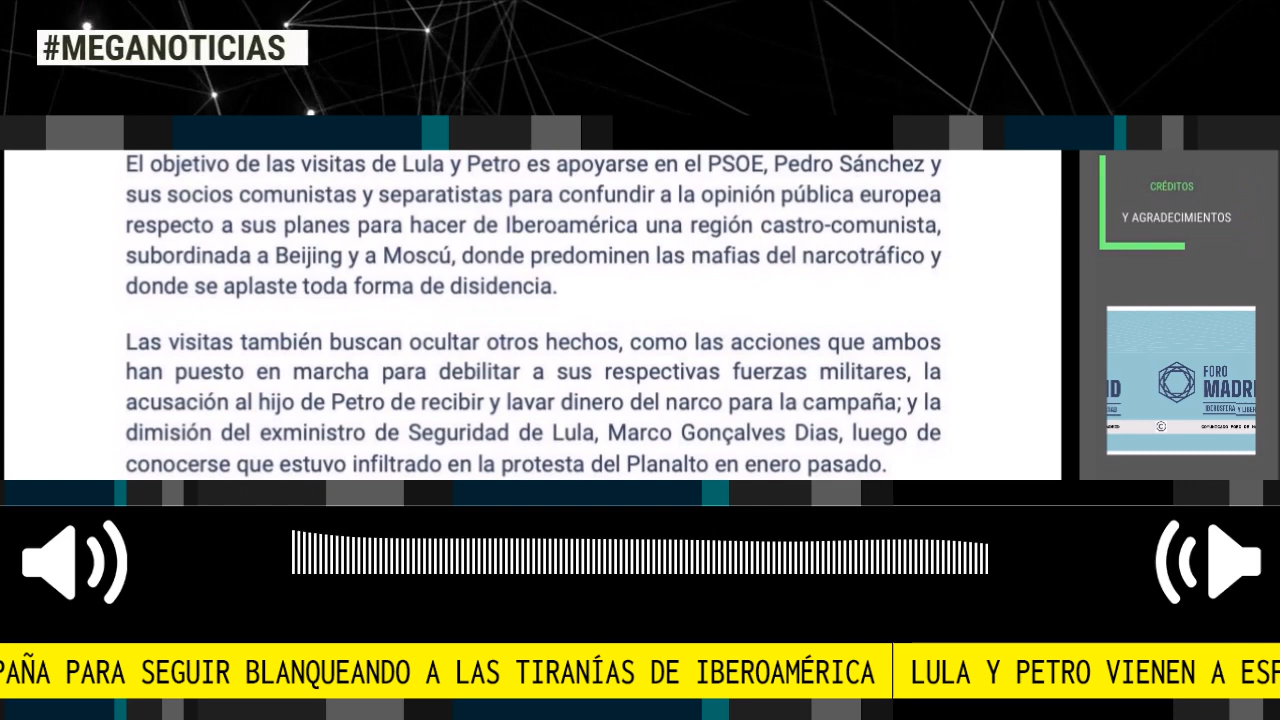 #MEGANOTICIAS
El objetivo de las visitas de Lula y Petro es apoyarse en el PSOE, Pedro Sánchez y
sus socios comunistas y separatistas para confundir a la opinión pública europea
respecto a sus planes para hacer de Iberoamérica una región castro-comunista,
subordinada a Beijing y a Moscú, donde predominen las mafias del narcotráfico y
donde se aplaste toda forma de disidencia.
Las visitas también buscan ocultar otros hechos, como las acciones que ambos
han puesto en marcha para debilitar a sus respectivas fuerzas militares, la
acusación al hijo de Petro de recibir y lavar dinero del narco para la campaña; y la
dimisión del exministro de Seguridad de Lula, Marco Gonçalves Dias, luego de
conocerse que estuvo infiltrado en la protesta del Planalto en enero pasado.
CRÉDITOS
Y AGRADECIMIENTOS
FORO
MADRI
PAÑA PARA SEGUIR BLANQUEANDO A LAS TIRANÍAS DE IBEROAMÉRICA
LULA Y PETRO VIENEN A ESP